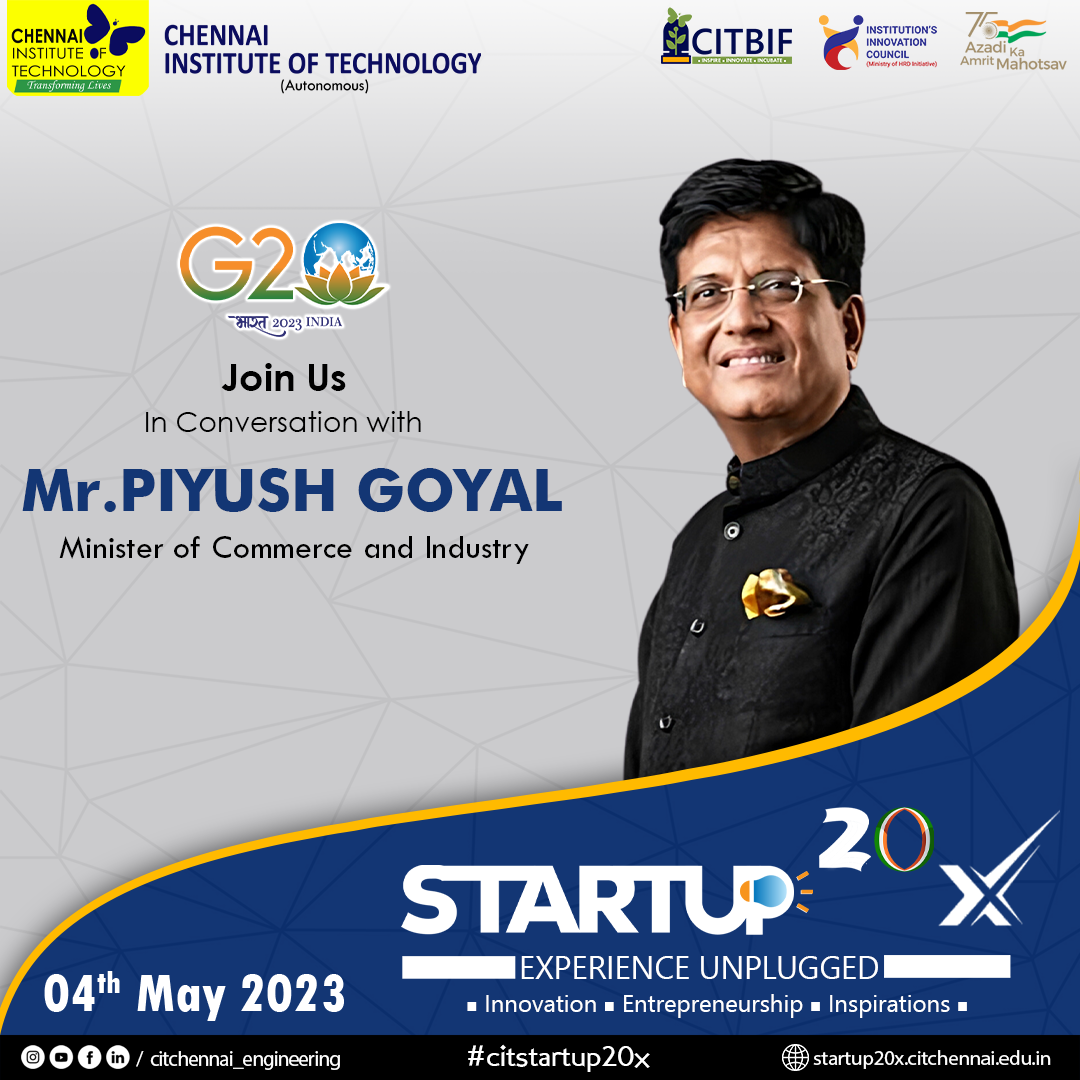 CHENNAI
INSTITUTE OF
TECHNOLOGY
Transforming Lives
CHENNAI
INSTITUTE OF TECHNOLOGY
(Autonomous)
CITBIF
▪ INSPIRE ▪ INNOVATE ▪ INCUBATE ▪
INSTITUTION'S
INNOVATION
COUNCIL
(Ministry of HRD Initiative)
75
Azadi Ka
Amrit Mahotsav
G20
भारत 2023 INDIA
Join Us
In Conversation with
Mr.PIYUSH GOYAL
Minister of Commerce and Industry
STARTUP 20 X
EXPERIENCE UNPLUGGED
▪ Innovation ▪ Entrepreneurship ▪ Inspirations ▪
04th May 2023
/ citchennai_engineering
#citstartup20x
startup20x.citchennai.edu.in